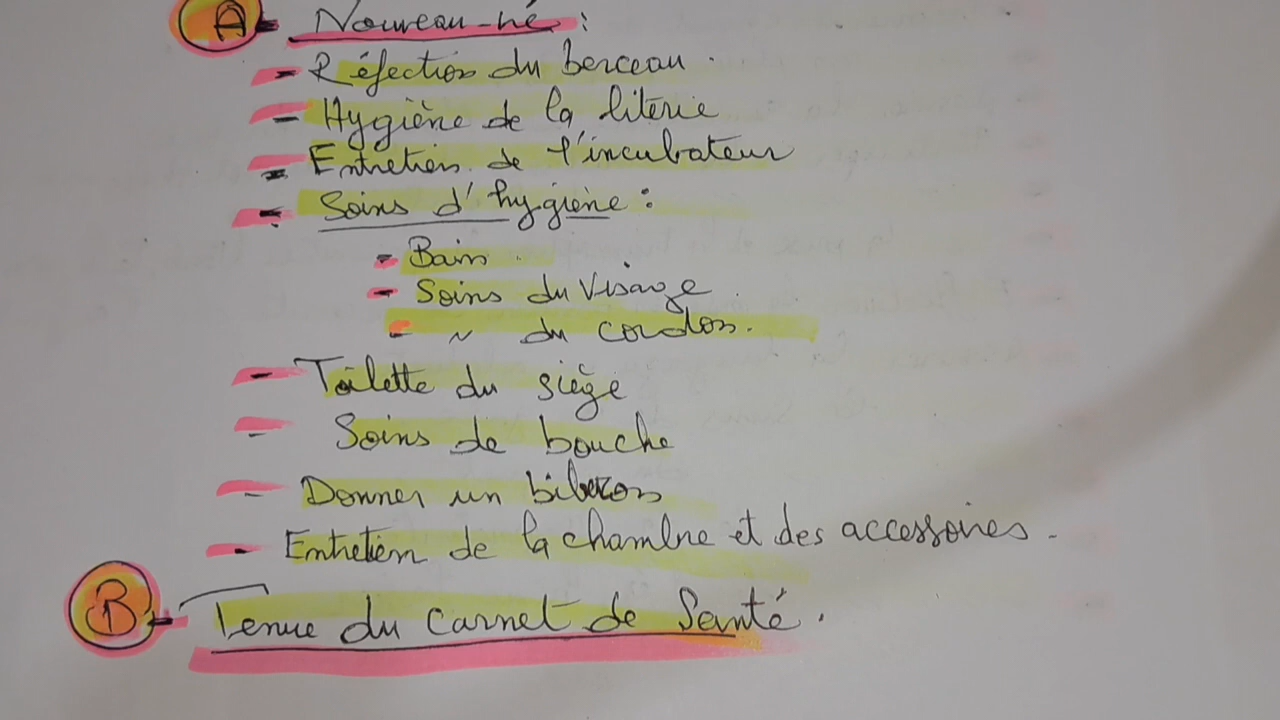 A - Nouveau-né :
- Réfection du berceau.
- Hygiène de la literie
- Entretien de l'incubateur
- Soins d'hygiène :
- Bain.
- Soins du Visage.
- ~ du cordon.
- Toilette du siège
- Soins de bouche
- Donner un biberon
- Entretien de la chambre et des accessoires.
B - Tenue du carnet de Santé.